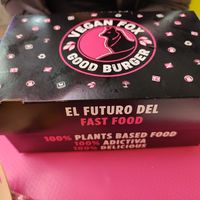 VEGAN FOX
GOOD BURGER
EL FUTURO DEL
FAST FOOD
100% PLANTS BASED FOOD
100% ADICTIVA
100% DELICIOUS